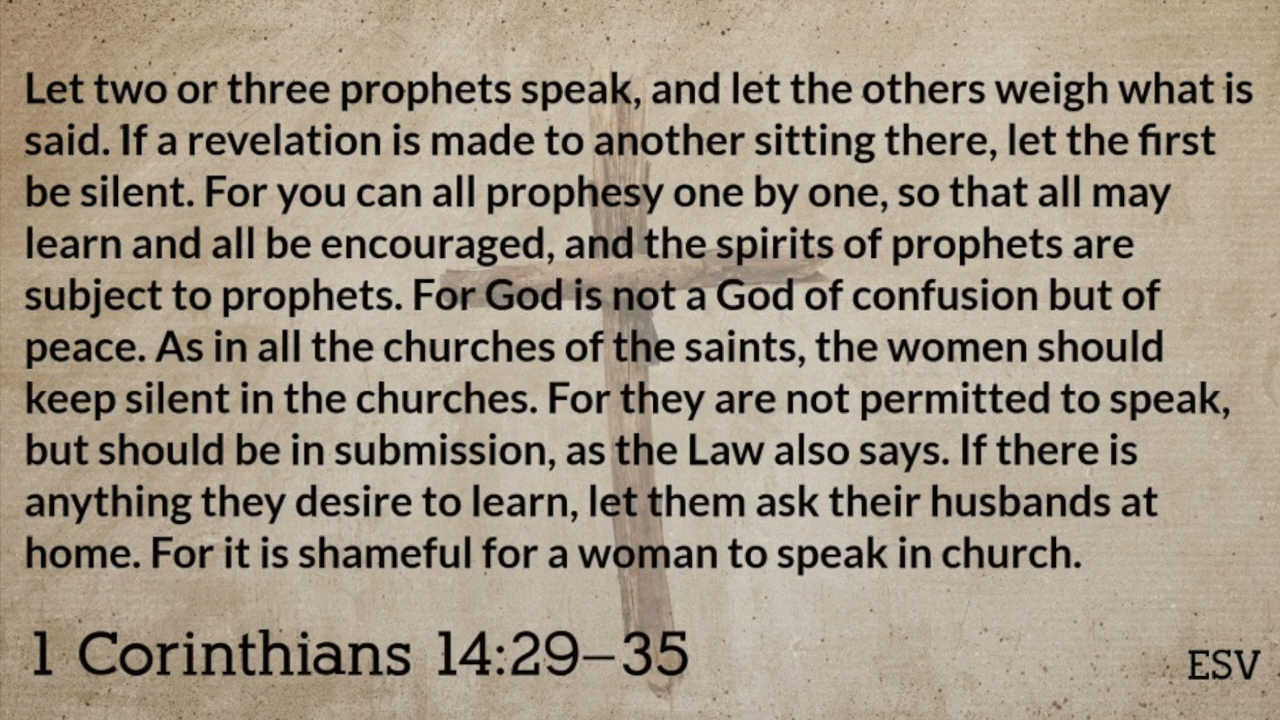 Let two or three prophets speak, and let the others weigh what is
said. If a revelation is made to another sitting there, let the first
be silent. For you can all prophesy one by one, so that all may
learn and all be encouraged, and the spirits of prophets are
subject to prophets. For God is not a God of confusion but of
peace. As in all the churches of the saints, the women should
keep silent in the churches. For they are not permitted to speak,
but should be in submission, as the Law also says. If there is
anything they desire to learn, let them ask their husbands at
home. For it is shameful for a woman to speak in church.
1 Corinthians 14:29–35
ESV